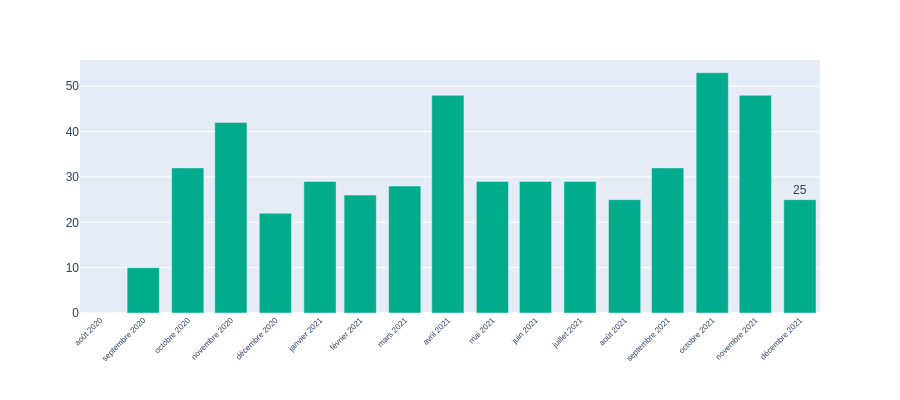 50
40
30
20
10
0
25
août 2020
septembre 2020
octobre 2020
novembre 2020
décembre 2020
janvier 2021
février 2021
mars 2021
avril 2021
mai 2021
juin 2021
juillet 2021
août 2021
septembre 2021
octobre 2021
novembre 2021
décembre 2021